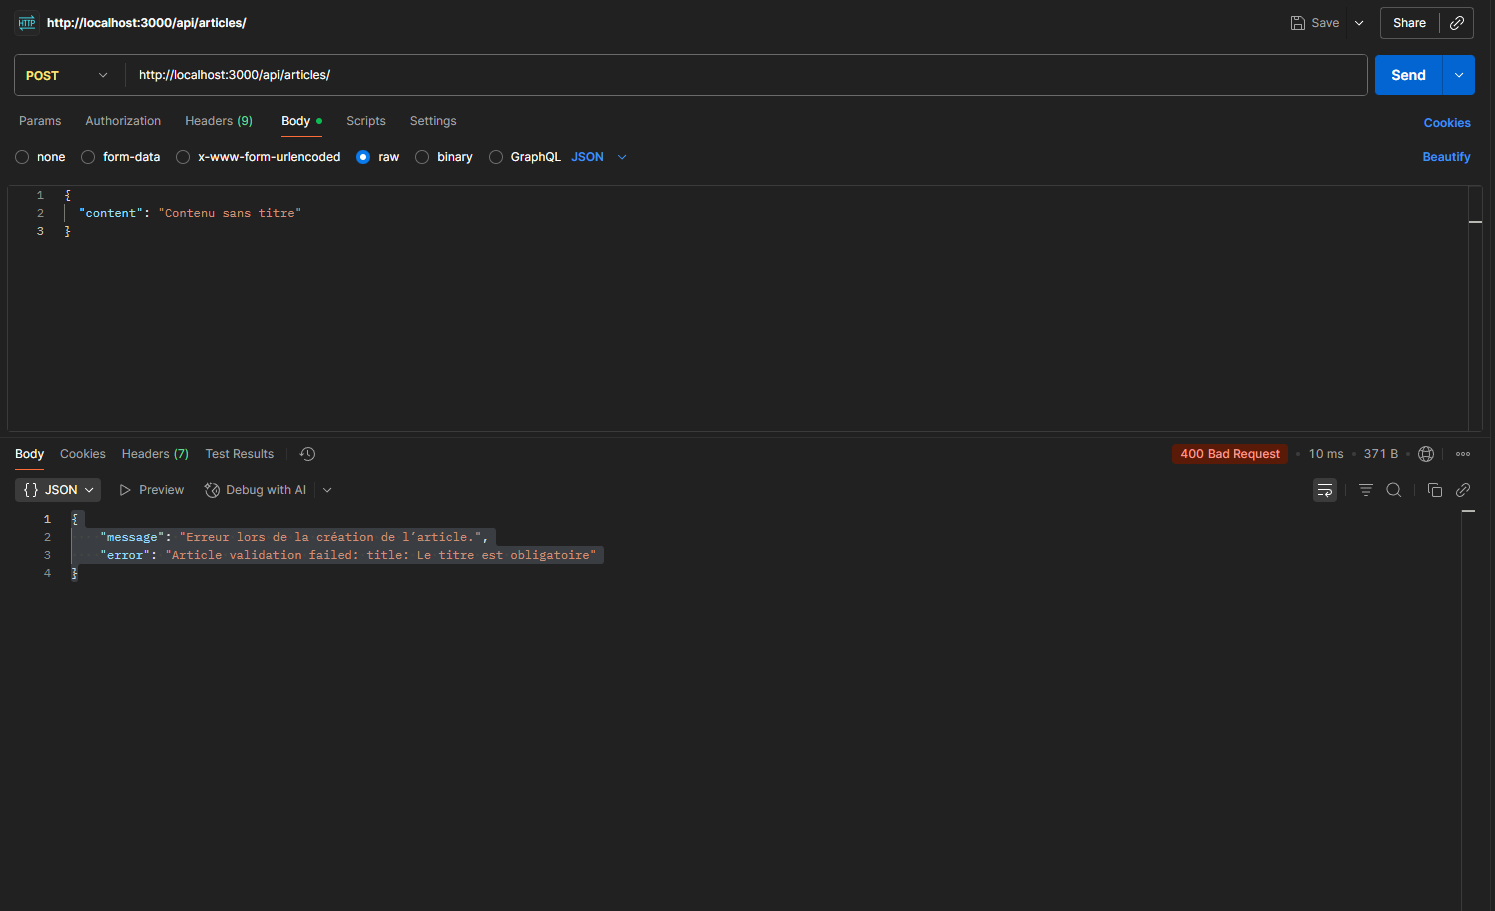 HTTP http://localhost:3000/api/articles/ Save Share
POST http://localhost:3000/api/articles/ Send
Params Authorization Headers (9) Body Scripts Settings Cookies
none form-data x-www-form-urlencoded raw binary GraphQL JSON Beautify
1 {
2 "content": "Contenu sans titre"
3 }
Body Cookies Headers (7) Test Results 400 Bad Request • 10 ms • 371 B •
{} JSON Preview Debug with AI
1 {
2 "message": "Erreur lors de la création de l’article.",
3 "error": "Article validation failed: title: Le titre est obligatoire"
4 }